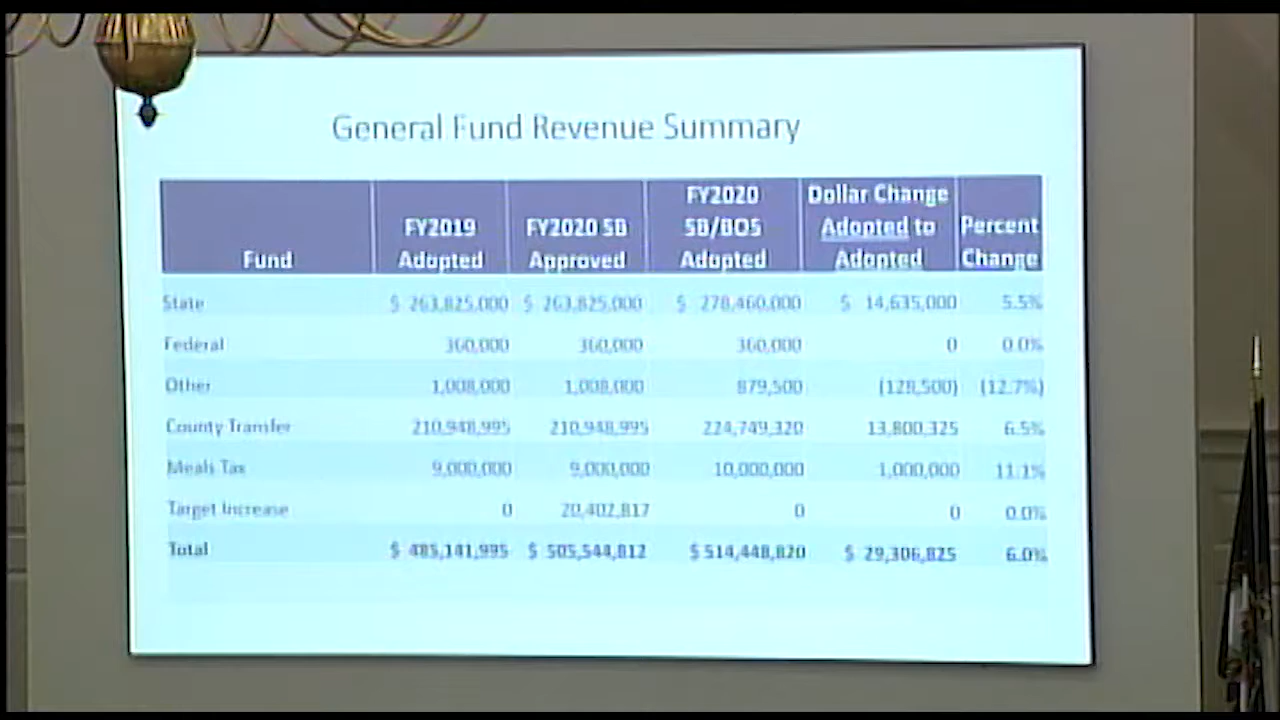 General Fund Revenue Summary
Fund FY2019 Adopted FY2020 SB Approved FY2020 SB/BOS Adopted Dollar Change Adopted to Adopted Percent Change
State $ 263,825,000 $ 263,825,000 $ 278,460,000 $ 14,635,000 5.5%
Federal 360,000 360,000 360,000 0 0.0%
Other 1,008,000 1,008,000 879,500 (128,500) (12.7%)
County Transfer 210,948,995 210,948,995 224,749,320 13,800,325 6.5%
Meals Tax 9,000,000 9,000,000 10,000,000 1,000,000 11.1%
Target Increase 0 20,402,817 0 0 0.0%
Total $ 485,141,995 $ 505,544,812 $ 514,448,820 $ 29,306,825 6.0%